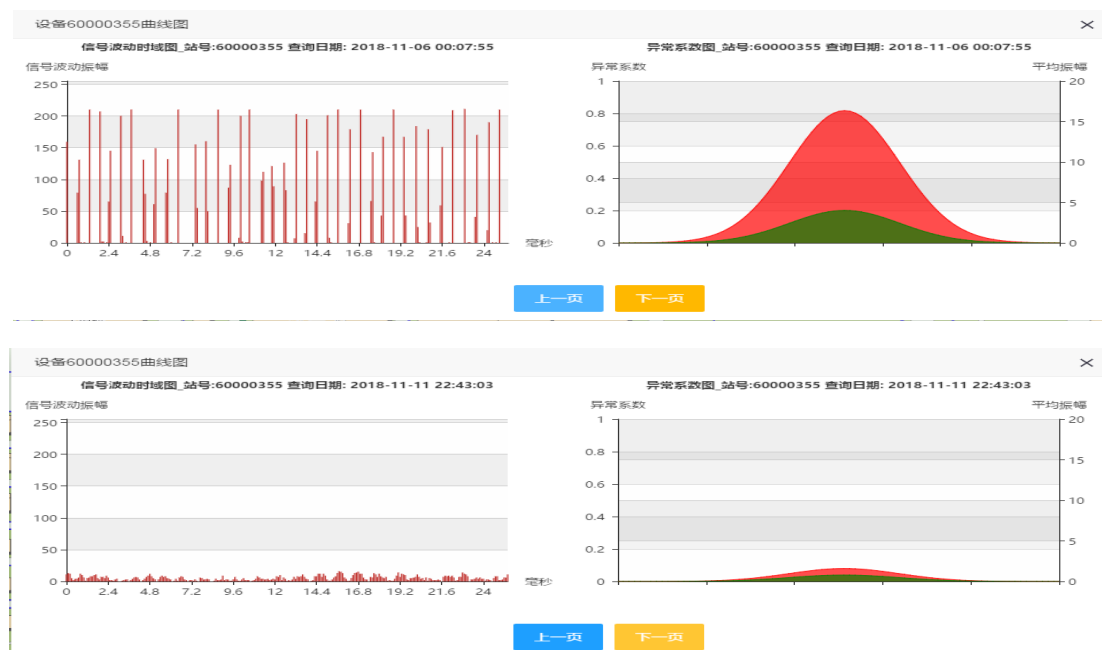 设备60000355曲线图
×
信号波动时域图_站号:60000355 查询日期: 2018-11-06 00:07:55
信号波动振幅
250
200
150
100
50
0
0 2.4 4.8 7.2 9.6 12 14.4 16.8 19.2 21.6 24
毫秒
异常系数图_站号:60000355 查询日期: 2018-11-06 00:07:55
异常系数 平均振幅
1 20
0.8 15
0.6 10
0.4 5
0.2
0 0
上一页 下一页
设备60000355曲线图
×
信号波动时域图_站号:60000355 查询日期: 2018-11-11 22:43:03
信号波动振幅
250
200
150
100
50
0
0 2.4 4.8 7.2 9.6 12 14.4 16.8 19.2 21.6 24
毫秒
异常系数图_站号:60000355 查询日期: 2018-11-11 22:43:03
异常系数 平均振幅
1 20
0.8 15
0.6 10
0.4 5
0.2
0 0
上一页 下一页